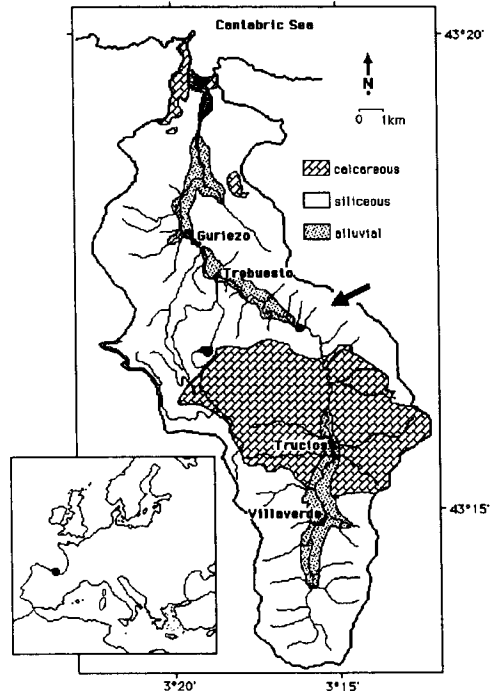 Cantabric Sea
43°20'
N
0 1km
calcareous
siliceous
alluvial
Guriezo
Trebuesto
Trucios
Villaverde
43°15'
3°20'
3°15'